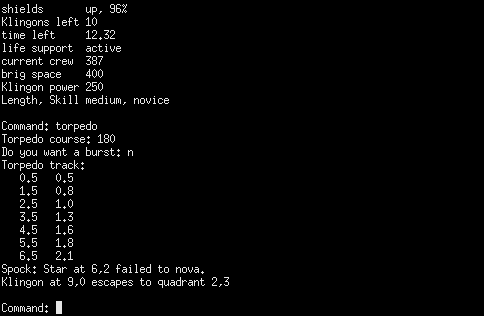 shields up, 96%
Klingons left 10
time left 12.32
life support active
current crew 387
brig space 400
Klingon power 250
Length, Skill medium, novice
Command: torpedo
Torpedo course: 180
Do you want a burst: n
Torpedo track:
0.5 0.5
1.5 0.8
2.5 1.0
3.5 1.3
4.5 1.6
5.5 1.8
6.5 2.1
Spock: Star at 6,2 failed to nova.
Klingon at 9,0 escapes to quadrant 2,3
Command: